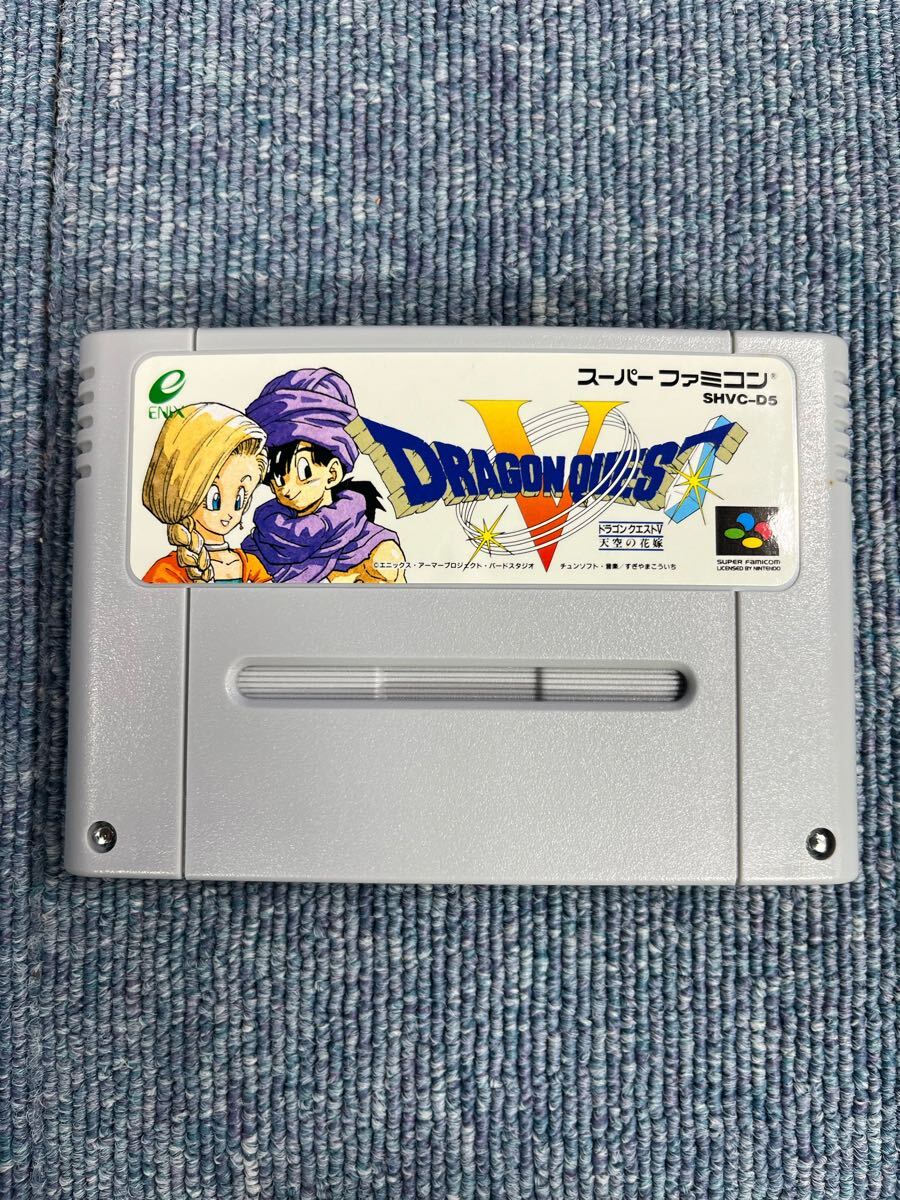 ENIX
スーパーファミコン®
SHVC-D5
DRAGON QUEST
V
ドラゴンクエストV
天空の花嫁
©エニックス・アーマープロジェクト・バードスタジオ チュンソフト・音楽/すぎやまこういち
SUPER FAMICOM
LICENSED BY NINTENDO